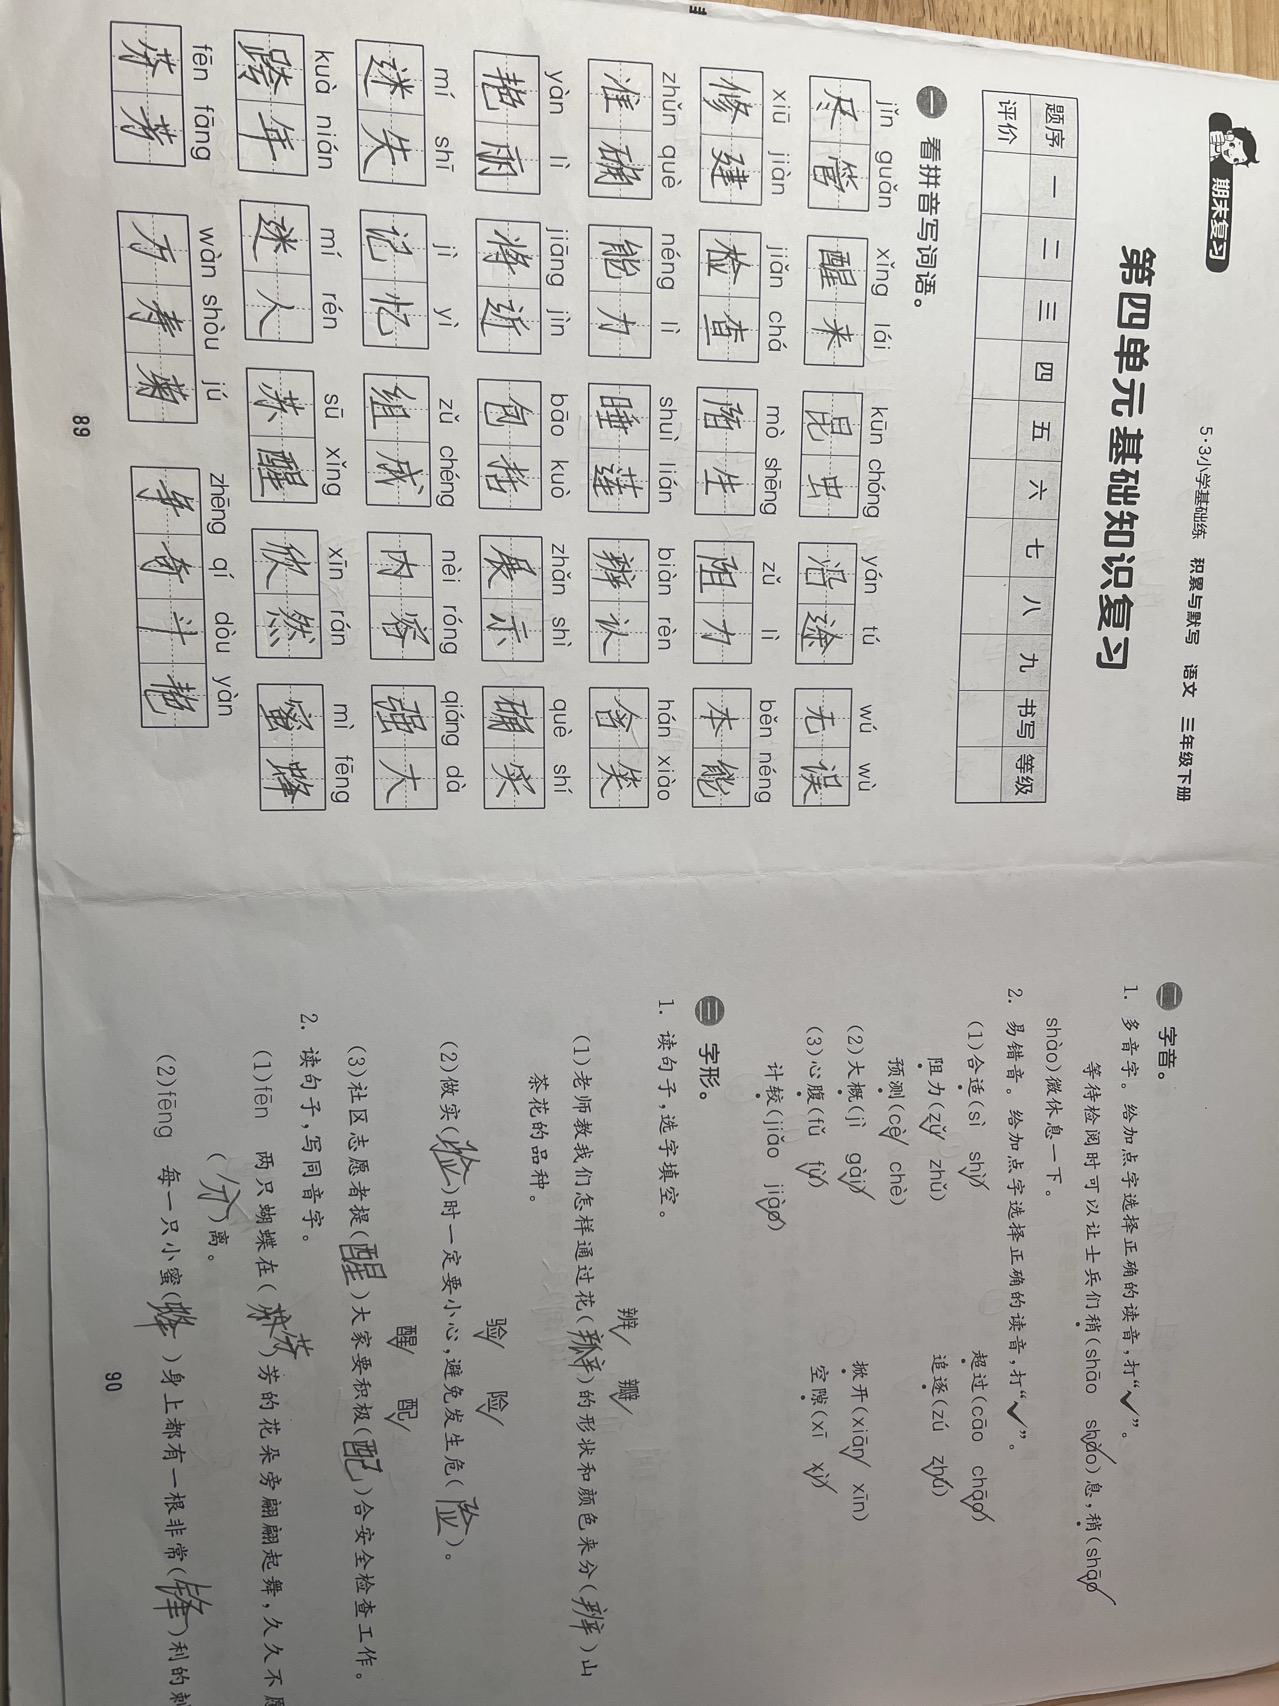 期末复习
5·3小学基础练 积累与默写 语文 三年级下册
第四单元基础知识复习
题序 一 二 三 四 五 六 七 八 九 书写 等级
评价
一 看拼音写词语。
jǐn guǎn xǐng lái kūn chóng yán tú wú wù
尽管 醒来 昆虫 沿途 无误
xiū jiàn jiǎn chá mò shēng zǔ lì běn néng
修建 检查 陌生 阻力 本能
zhǔn què néng lì shuì lián biàn rèn hán xiào
准确 能力 睡莲 辨认 含笑
yàn lì jiāng jìn bāo kuò zhǎn shì què shí
艳丽 将近 包括 展示 确实
mí shī jì yì zǔ chéng nèi róng qiáng dà
迷失 记忆 组成 内容 强大
kuà nián mí rén sū xǐng xīn rán mì fēng
跨年 迷人 苏醒 欣然 蜜蜂
fēn fāng wàn shòu jú zhēng qí dòu yàn
芬芳 万寿菊 争奇斗艳
89
二 字音。
1. 多音字。给加点字选择正确的读音,打“✓”。
等待检阅时可以让士兵们稍(shāo shào✓)息,稍(shāo✓
shào)微休息一下。
2. 易错音。给加点字选择正确的读音,打“✓”。
(1)合适(sì shì✓) 超过(cāo chāo✓)
阻力(zǔ✓ zhǔ) 追逐(zú zhú✓)
预测(cè✓ chè)
(2)大概(jì gài✓) 掀开(xiān✓ xīn)
(3)心腹(fǔ fù✓) 空隙(xī xì✓)
计较(jiǎo jiào✓)
三 字形。
1. 读句子,选字填空。
辨✓ 瓣✓
(1)老师教我们怎样通过花(瓣)的形状和颜色来分(辨)山
茶花的品种。
验✓ 险✓
(2)做实(验)时一定要小心,避免发生危(险)。
醒✓ 配✓
(3)社区志愿者提(醒)大家要积极(配)合安全检查工作。
2. 读句子,写同音字。
(1)fēn 两只蝴蝶在(芬)芳的花朵旁翩翩起舞,久久不愿
(分)离。
(2)fēng 每一只小蜜(蜂)身上都有一根非常(锋)利的刺
90